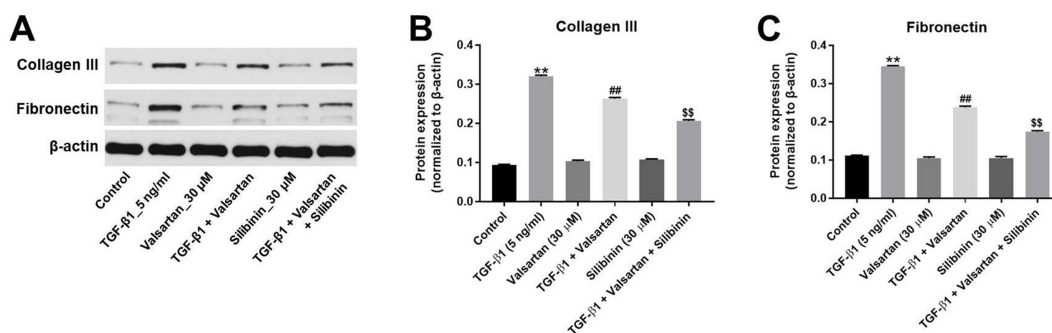 A
Collagen III
Fibronectin
β-actin
Control
TGF-β1_5 ng/ml
Valsartan_30 µM
TGF-β1 + Valsartan
Silibinin_30 µM
TGF-β1 + Valsartan
+ Silibinin
B
Collagen III
Protein expression
(normalized to β-actin)
0.4
0.3
0.2
0.1
0.0
**
##
$$
Control
TGF-β1 (5 ng/ml)
Valsartan (30 µM)
TGF-β1 + Valsartan
Silibinin (30 µM)
TGF-β1 + Valsartan + Silibinin
C
Fibronectin
Protein expression
(normalized to β-actin)
0.4
0.3
0.2
0.1
0.0
**
##
$$
Control
TGF-β1 (5 ng/ml)
Valsartan (30 µM)
TGF-β1 + Valsartan
Silibinin (30 µM)
TGF-β1 + Valsartan + Silibinin